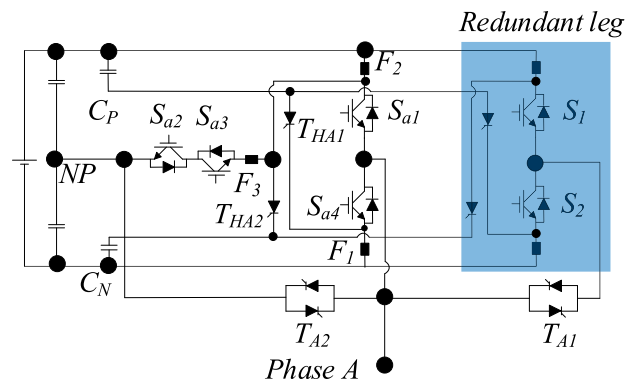 Redundant leg
F2
CP
Sa2
Sa3
THA1
Sa1
S1
NP
F3
THA2
Sa4
S2
F1
CN
TA2
TA1
Phase A